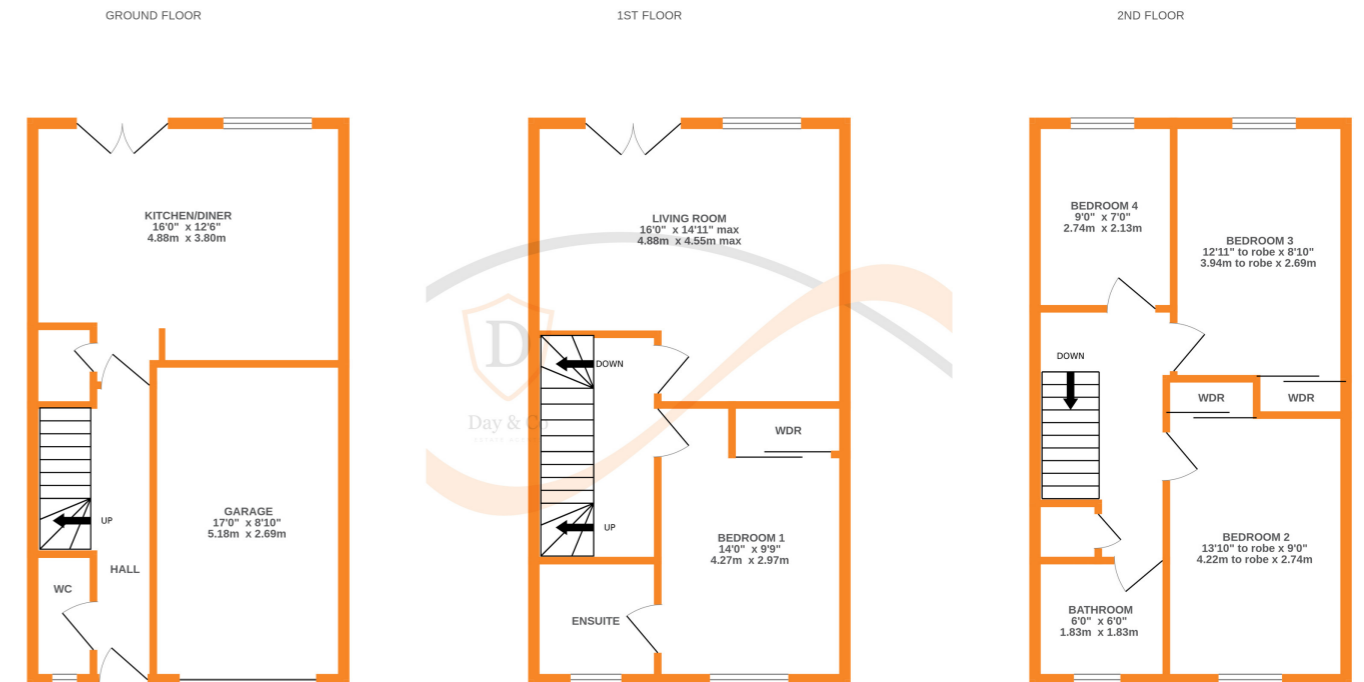 GROUND FLOOR
KITCHEN/DINER
16'0" x 12'6"
4.88m x 3.80m
UP
GARAGE
17'0" x 8'10"
5.18m x 2.69m
HALL
WC
1ST FLOOR
LIVING ROOM
16'0" x 14'11" max
4.88m x 4.55m max
DOWN
D
Day & Co
ESTATE AGENTS
WDR
UP
BEDROOM 1
14'0" x 9'9"
4.27m x 2.97m
ENSUITE
2ND FLOOR
BEDROOM 4
9'0" x 7'0"
2.74m x 2.13m
BEDROOM 3
12'11" to robe x 8'10"
3.94m to robe x 2.69m
DOWN
WDR
WDR
BEDROOM 2
13'10" to robe x 9'0"
4.22m to robe x 2.74m
BATHROOM
6'0" x 6'0"
1.83m x 1.83m